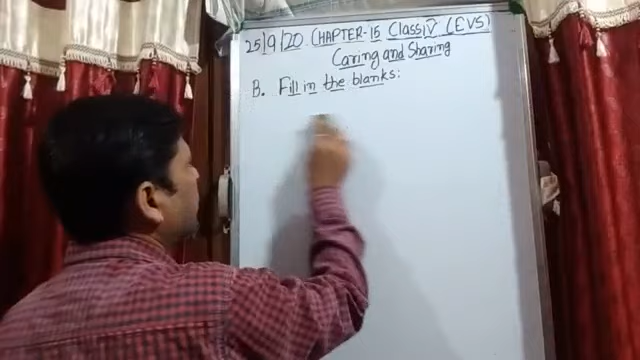 25/9/20 CHAPTER-15 Class IV (EVS)
Caring and Sharing
B. Fill in the blanks: